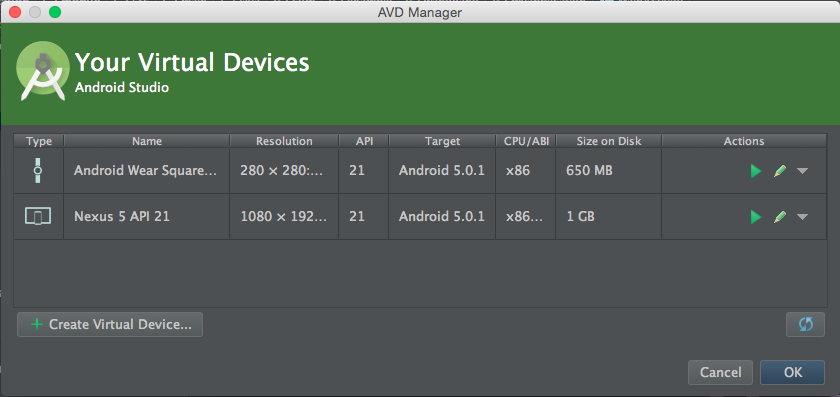 AVD Manager
Your Virtual Devices
Android Studio
Type Name Resolution API Target CPU/ABI Size on Disk Actions
Android Wear Square... 280 × 280:... 21 Android 5.0.1 x86 650 MB
Nexus 5 API 21 1080 × 192... 21 Android 5.0.1 x86... 1 GB
+ Create Virtual Device...
Cancel OK